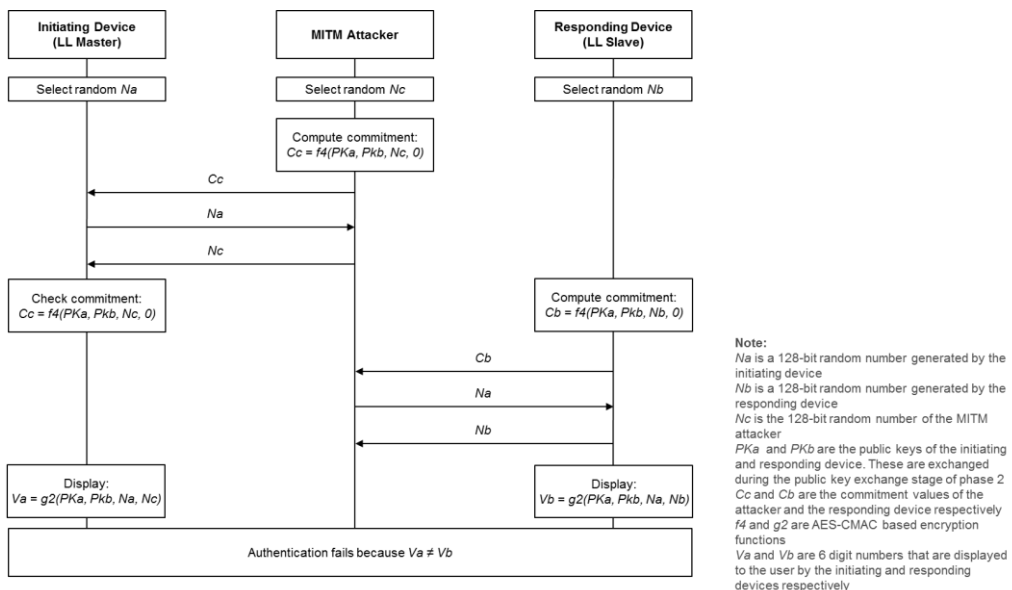 Initiating Device
(LL Master)
MITM Attacker
Responding Device
(LL Slave)
Select random Na
Select random Nc
Select random Nb
Compute commitment:
Cc = f4(PKa, Pkb, Nc, 0)
Cc
Na
Nc
Check commitment:
Cc = f4(PKa, Pkb, Nc, 0)
Compute commitment:
Cb = f4(PKa, Pkb, Nb, 0)
Cb
Na
Nb
Display:
Va = g2(PKa, Pkb, Na, Nc)
Display:
Vb = g2(PKa, Pkb, Na, Nb)
Authentication fails because Va ≠ Vb
Note:
Na is a 128-bit random number generated by the
initiating device
Nb is a 128-bit random number generated by the
responding device
Nc is the 128-bit random number of the MITM
attacker
PKa and PKb are the public keys of the initiating
and responding device. These are exchanged
during the public key exchange stage of phase 2
Cc and Cb are the commitment values of the
attacker and the responding device respectively
f4 and g2 are AES-CMAC based encryption
functions
Va and Vb are 6 digit numbers that are displayed
to the user by the initiating and responding
devices respectively